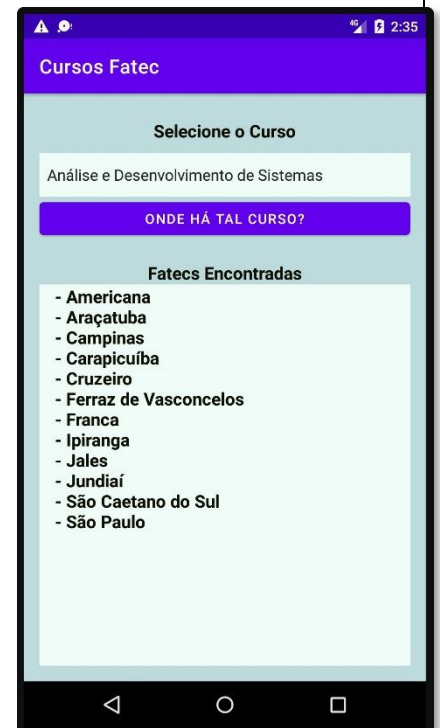 4G 2:35
Cursos Fatec
Selecione o Curso
Análise e Desenvolvimento de Sistemas
ONDE HÁ TAL CURSO?
Fatecs Encontradas
- Americana
- Araçatuba
- Campinas
- Carapicuíba
- Cruzeiro
- Ferraz de Vasconcelos
- Franca
- Ipiranga
- Jales
- Jundiaí
- São Caetano do Sul
- São Paulo